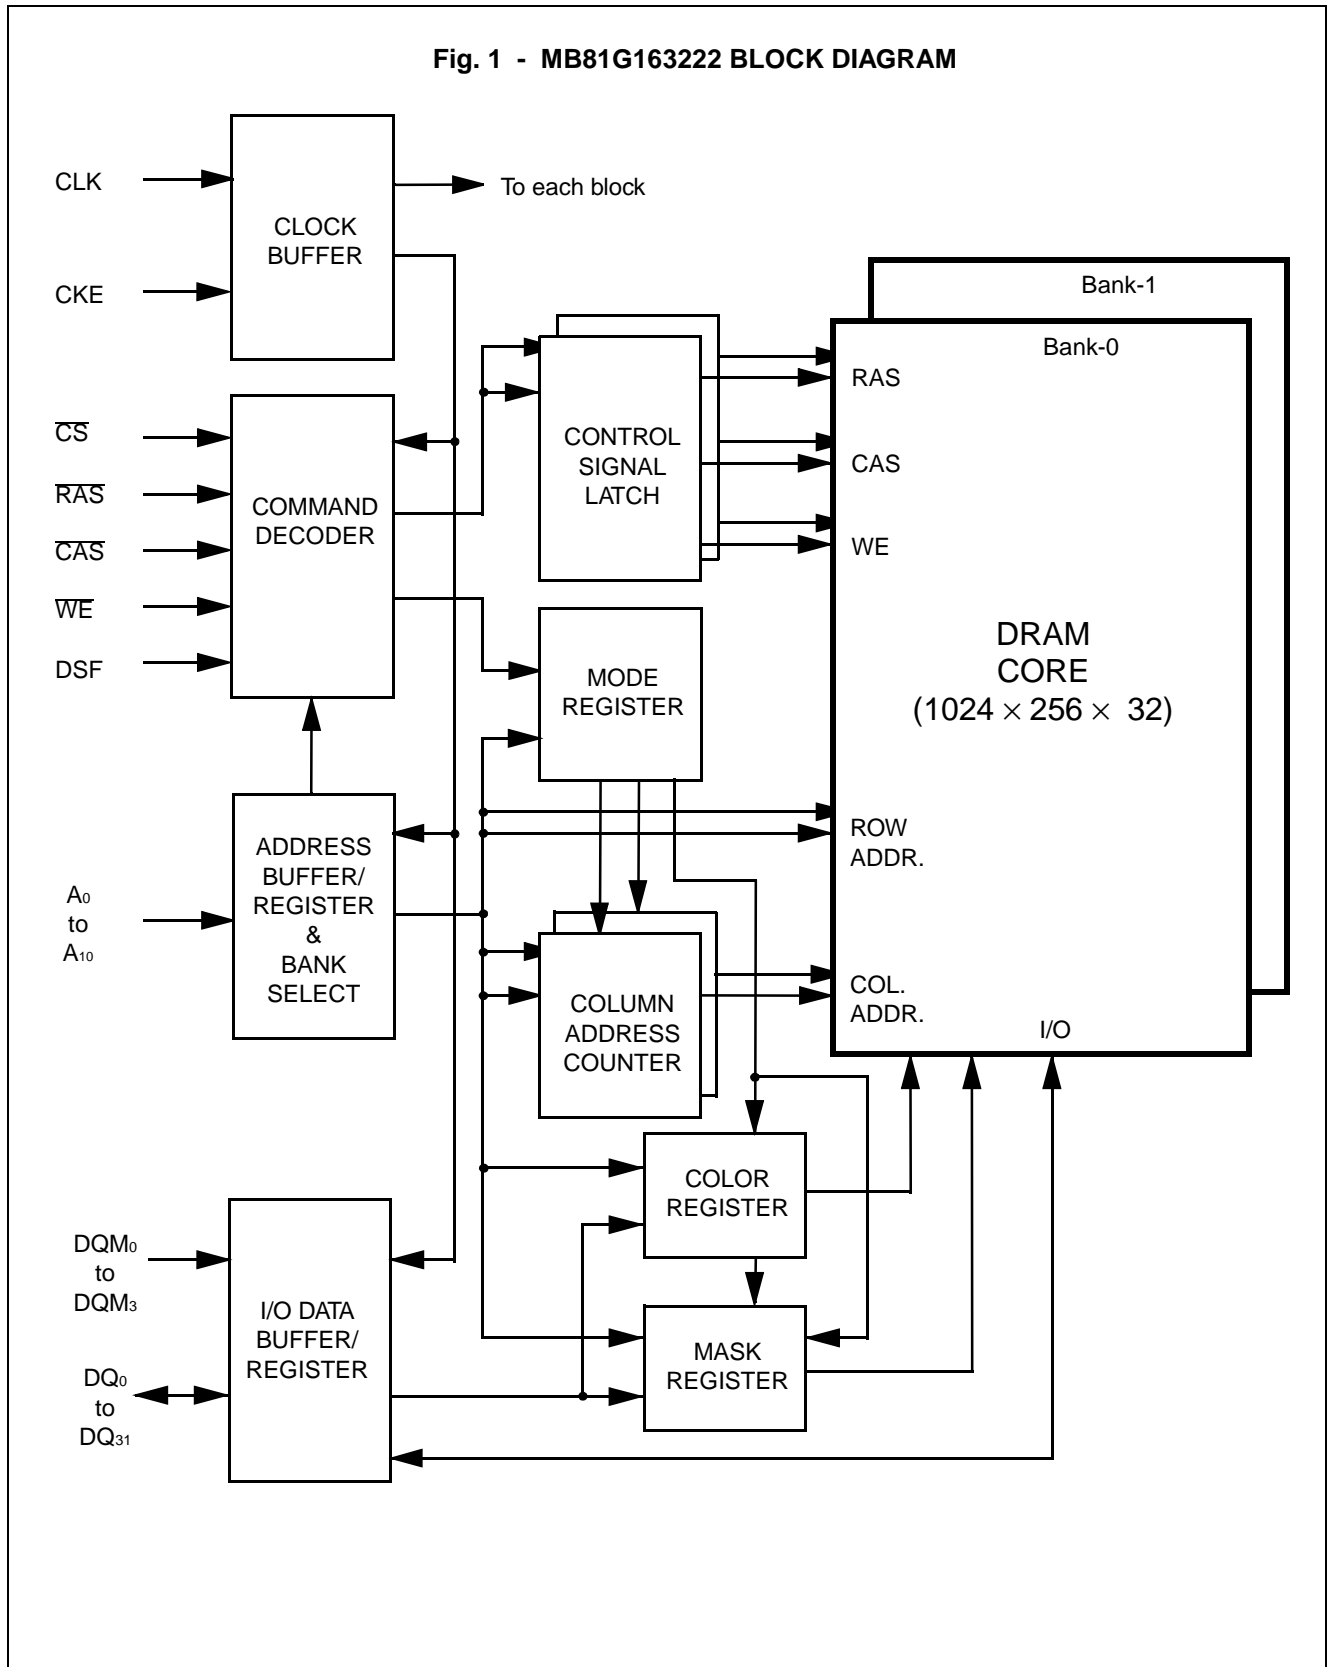 Fig. 1 - MB81G163222 BLOCK DIAGRAM
CLK
CKE
CLOCK
BUFFER
To each block
CS
RAS
CAS
WE
DSF
COMMAND
DECODER
CONTROL
SIGNAL
LATCH
MODE
REGISTER
Bank-1
Bank-0
RAS
CAS
WE
DRAM
CORE
(1024 × 256 × 32)
ROW
ADDR.
COL.
ADDR.
I/O
A0
to
A10
ADDRESS
BUFFER/
REGISTER
&
BANK
SELECT
COLUMN
ADDRESS
COUNTER
COLOR
REGISTER
MASK
REGISTER
DQM0
to
DQM3
DQ0
to
DQ31
I/O DATA
BUFFER/
REGISTER